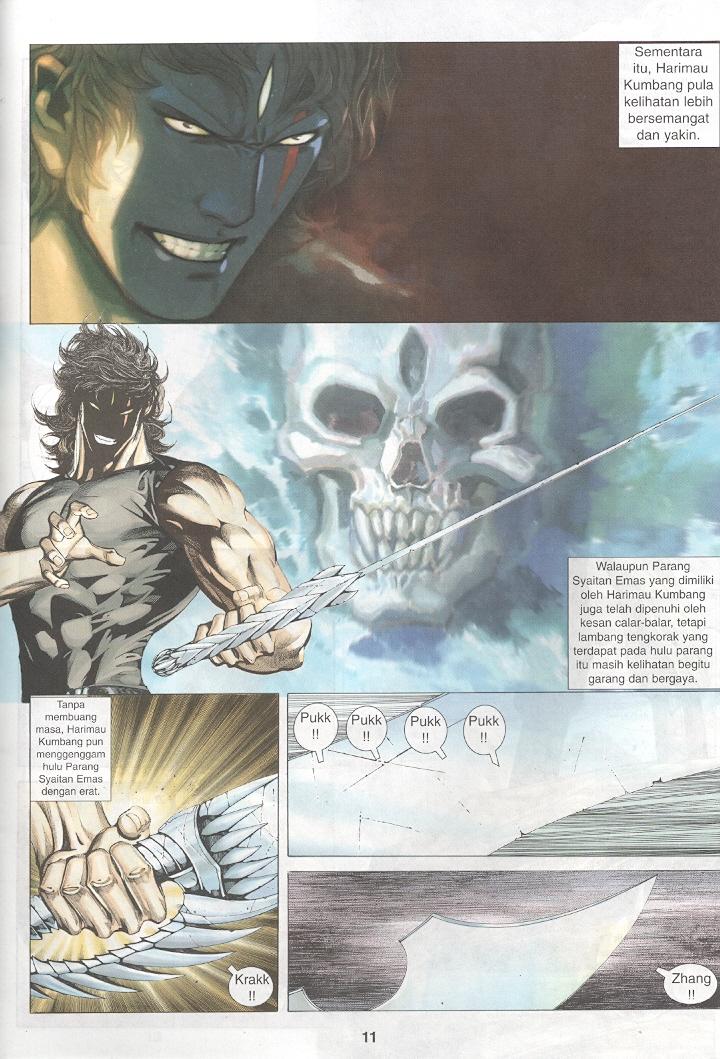 Sementara
itu, Harimau
Kumbang pula
kelihatan lebih
bersemangat
dan yakin.
Walaupun Parang
Syaitan Emas yang dimiliki
oleh Harimau Kumbang
juga telah dipenuhi oleh
kesan calar-balar, tetapi
lambang tengkorak yang
terdapat pada hulu parang
itu masih kelihatan begitu
garang dan bergaya.
Tanpa
membuang
masa, Harimau
Kumbang pun
menggenggam
hulu Parang
Syaitan Emas
dengan erat.
Krakk
!!
Pukk
!!
Pukk
!!
Pukk
!!
Pukk
!!
Zhang
!!
11